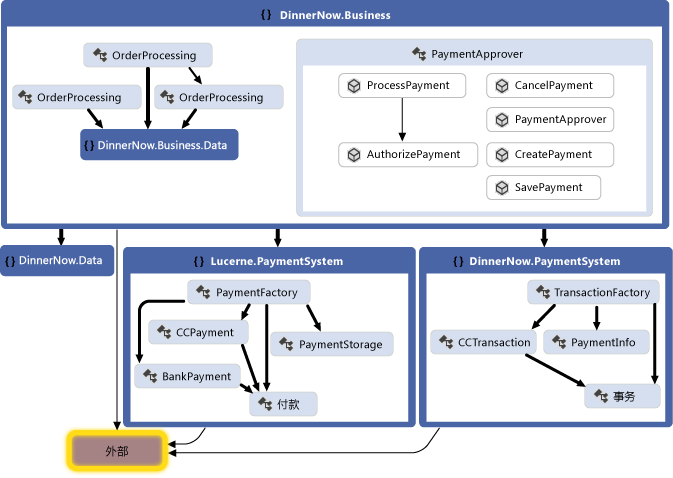 {} DinnerNow.Business
OrderProcessing
OrderProcessing
OrderProcessing
{} DinnerNow.Business.Data
PaymentApprover
ProcessPayment
CancelPayment
PaymentApprover
AuthorizePayment
CreatePayment
SavePayment
{} DinnerNow.Data
{} Lucerne.PaymentSystem
PaymentFactory
CCPayment
PaymentStorage
BankPayment
付款
{} DinnerNow.PaymentSystem
TransactionFactory
CCTransaction
PaymentInfo
事务
外部